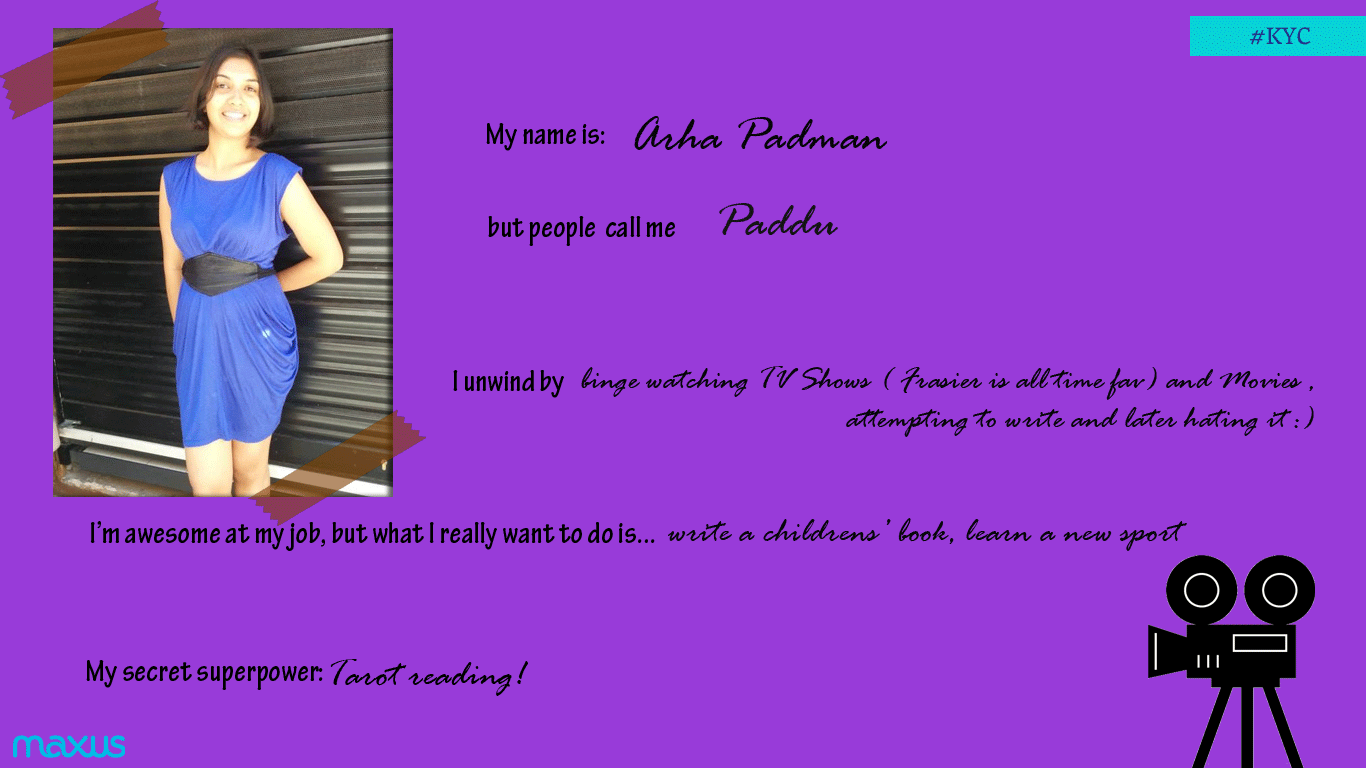 #KYC
My name is: Arha Padman
but people call me Paddu
I unwind by binge watching TV Shows ( Frasier is all time fav ) and Movies ,
attempting to write and later hating it : )
I'm awesome at my job, but what I really want to do is... write a childrens' book, learn a new sport
My secret superpower: Tarot reading!
maxus